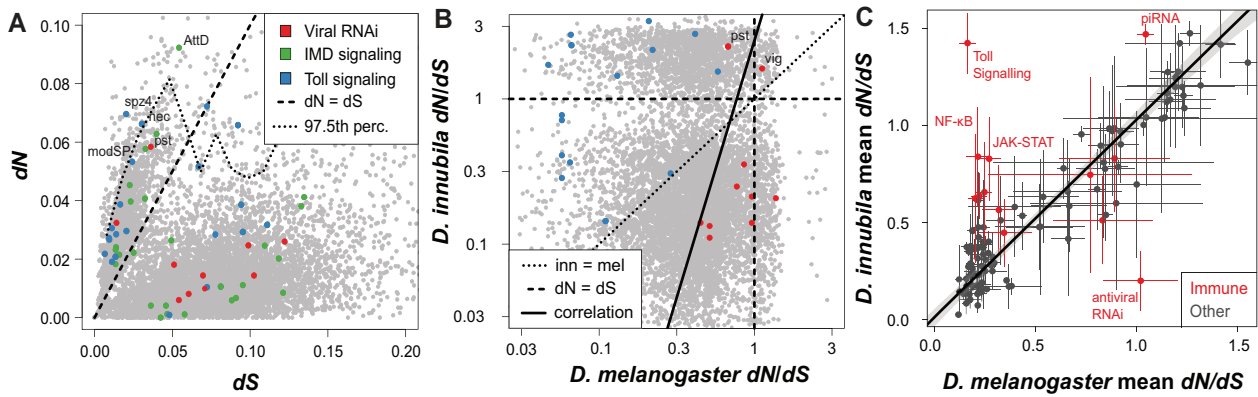 A
dN
0.10
0.08
0.06
0.04
0.02
0.00
0.00
0.05
0.10
0.15
0.20
dS
AttD
spz4
nec
pst
modSP
Viral RNAi
IMD signaling
Toll signaling
dN = dS
97.5th perc.
B
D. innubila dN/dS
3
1
0.3
0.1
0.03
0.03
0.1
0.3
1
3
D. melanogaster dN/dS
pst
vig
inn = mel
dN = dS
correlation
C
D. innubila mean dN/dS
1.5
1.0
0.5
0.0
0.0
0.5
1.0
1.5
D. melanogaster mean dN/dS
piRNA
Toll
Signalling
NF-κB
JAK-STAT
antiviral
RNAi
Immune
Other